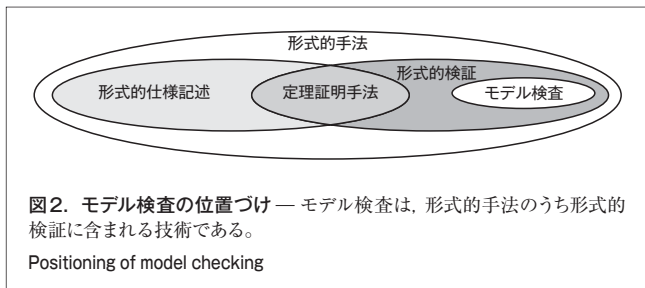 形式的手法
形式的仕様記述
定理証明手法
形式的検証
モデル検査
図2. モデル検査の位置づけ — モデル検査は, 形式的手法のうち形式的
検証に含まれる技術である。
Positioning of model checking